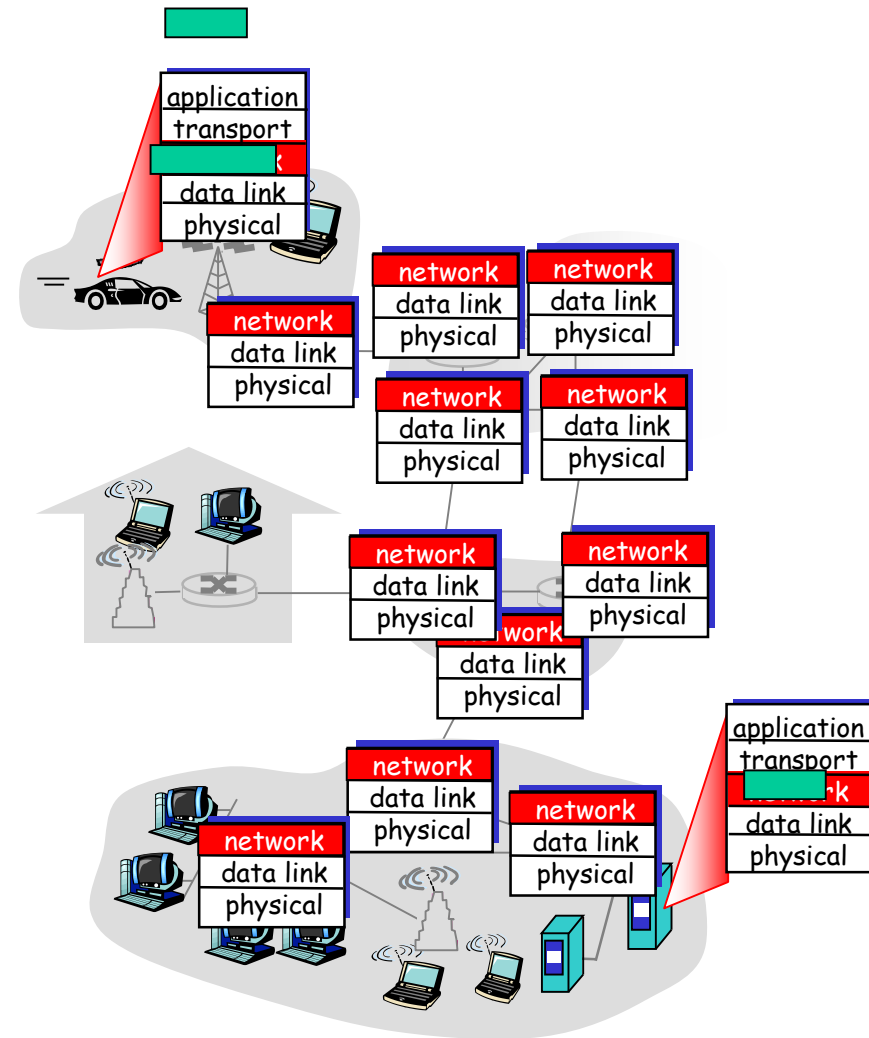 application
transport
data link
physical
network
data link
physical
network
data link
physical
network
data link
physical
network
data link
physical
network
data link
physical
network
data link
physical
network
data link
physical
data link
physical
application
transport
data link
physical
network
data link
physical
network
data link
physical
network
data link
physical